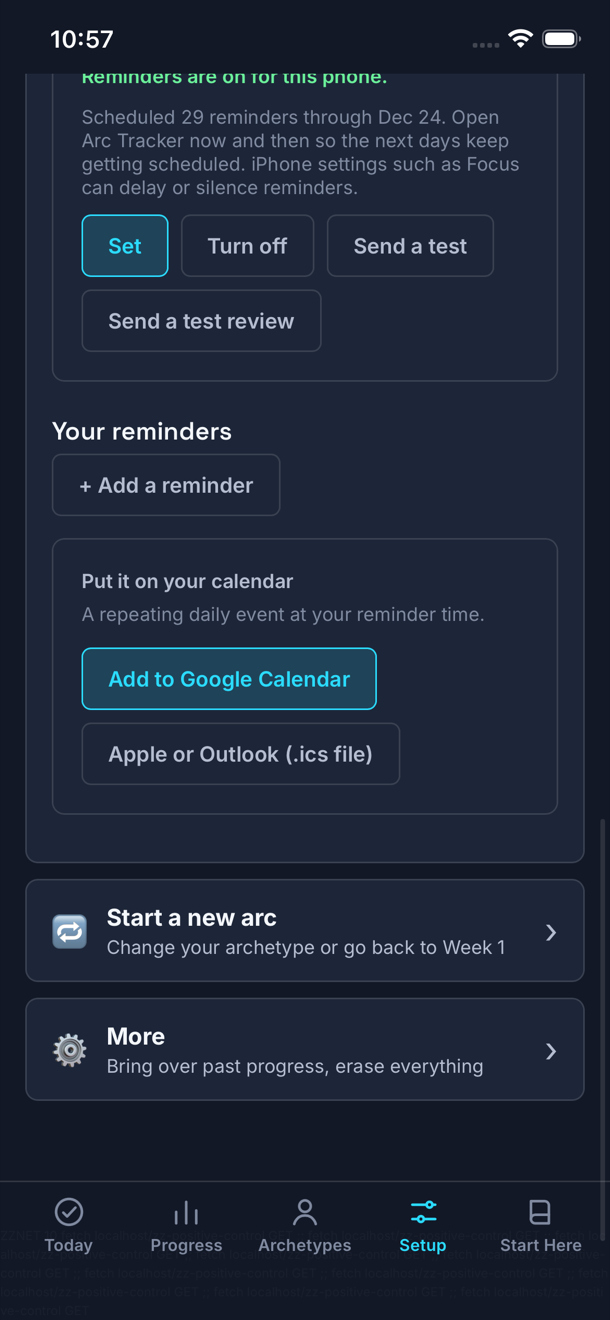 10:57
Reminders are on for this phone.
Scheduled 29 reminders through Dec 24. Open
Arc Tracker now and then so the next days keep
getting scheduled. iPhone settings such as Focus
can delay or silence reminders.
Set
Turn off
Send a test
Send a test review
Your reminders
+ Add a reminder
Put it on your calendar
A repeating daily event at your reminder time.
Add to Google Calendar
Apple or Outlook (.ics file)
Start a new arc
Change your archetype or go back to Week 1
More
Bring over past progress, erase everything
Today
Progress
Archetypes
Setup
Start Here